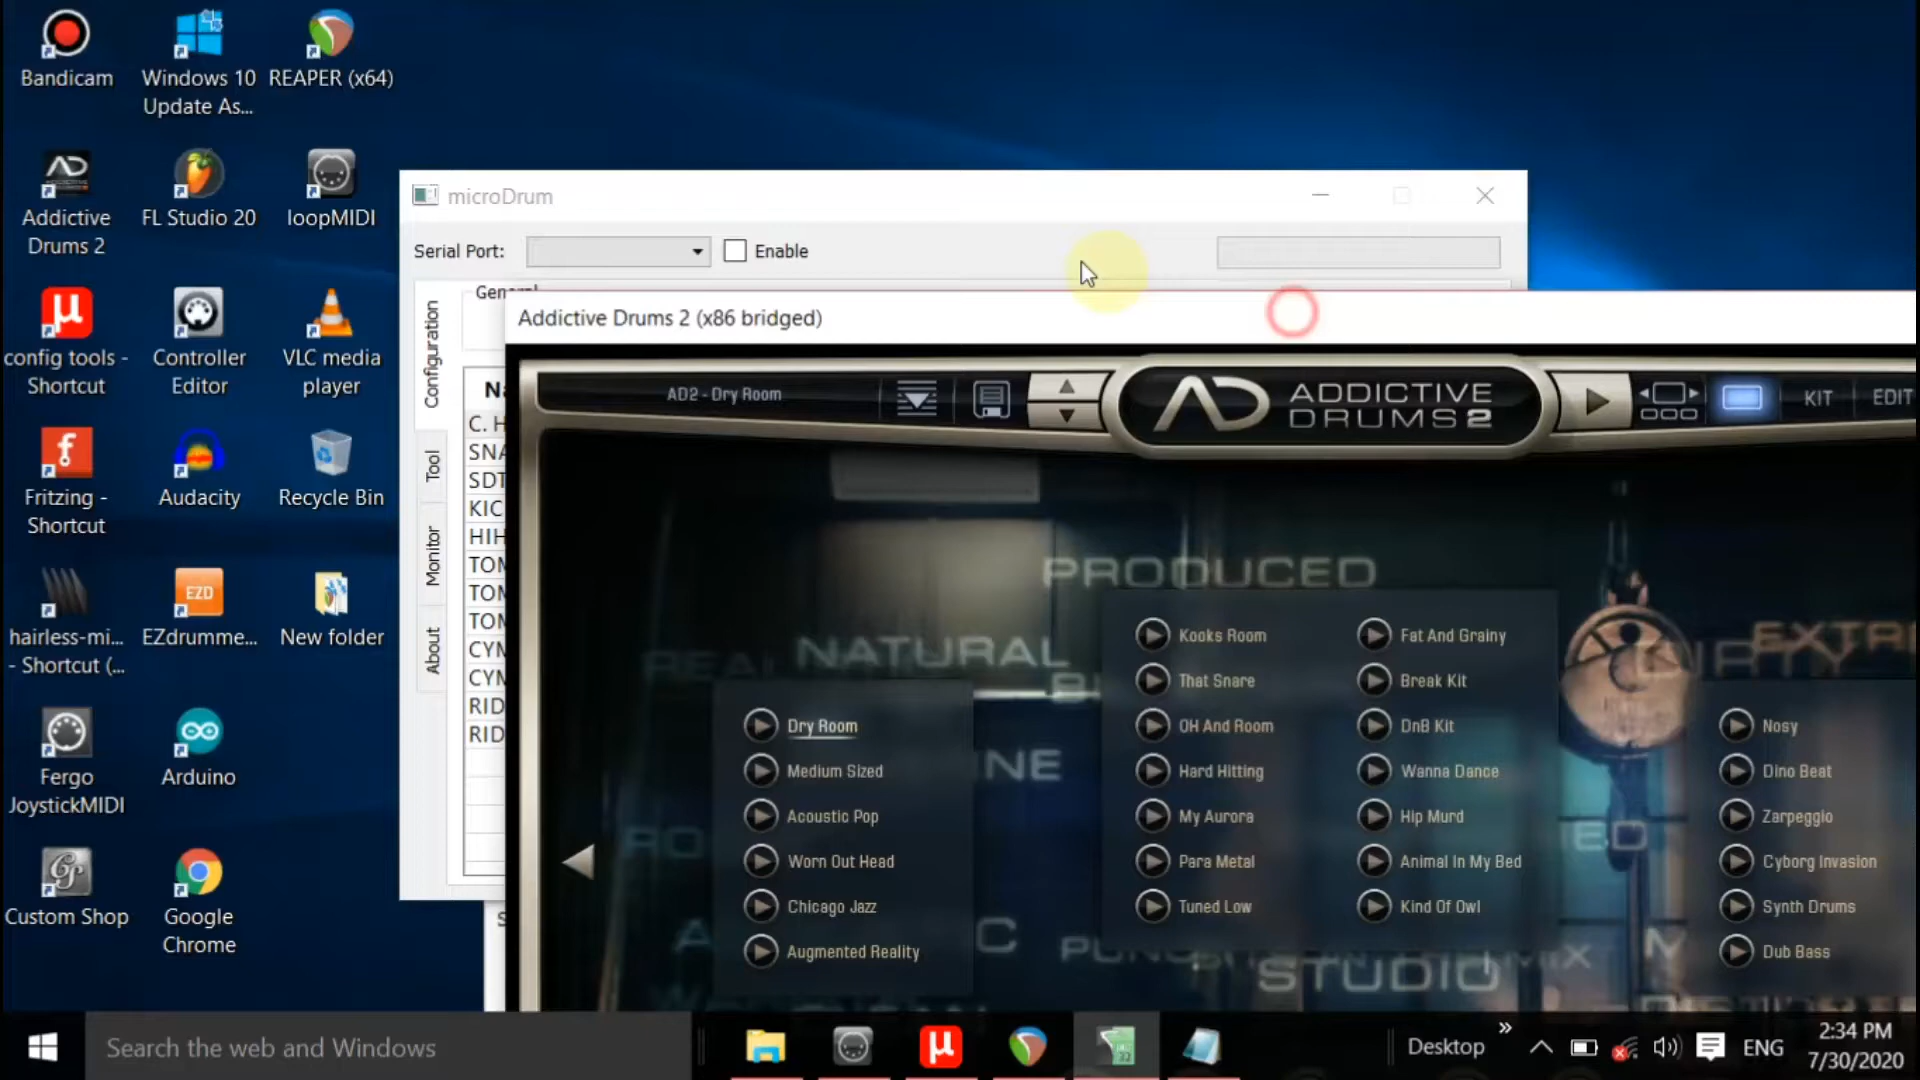 Bandicam
Windows 10
Update As...
REAPER (x64)
Addictive
Drums 2
FL Studio 20
loopMIDI
config tools -
Shortcut
Controller
Editor
VLC media
player
Fritzing -
Shortcut
Audacity
Recycle Bin
hairless-mi...
- Shortcut (...
EZD
EZdrumme...
New folder
Fergo
JoystickMIDI
Arduino
Custom Shop
Google
Chrome
microDrum
Serial Port:
Enable
Configuration
Tool
Monitor
About
C. H
SNA
SDT
KIC
HIH
TOM
TOM
TOM
CYM
CYM
RID
RID
Addictive Drums 2 (x86 bridged)
AD2 - Dry Room
ADDICTIVE
DRUMS 2
KIT
EDIT
PRODUCED
NATURAL
Dry Room
Medium Sized
Acoustic Pop
Worn Out Head
Chicago Jazz
Augmented Reality
Kooks Room
That Snare
OH And Room
Hard Hitting
My Aurora
Para Metal
Tuned Low
Fat And Grainy
Break Kit
DnB Kit
Wanna Dance
Hip Murd
Animal In My Bed
Kind Of Owl
Nosy
Dino Beat
Zarpeggio
Cyborg Invasion
Synth Drums
Dub Bass
STUDIO
Search the web and Windows
Desktop
ENG
2:34 PM
7/30/2020